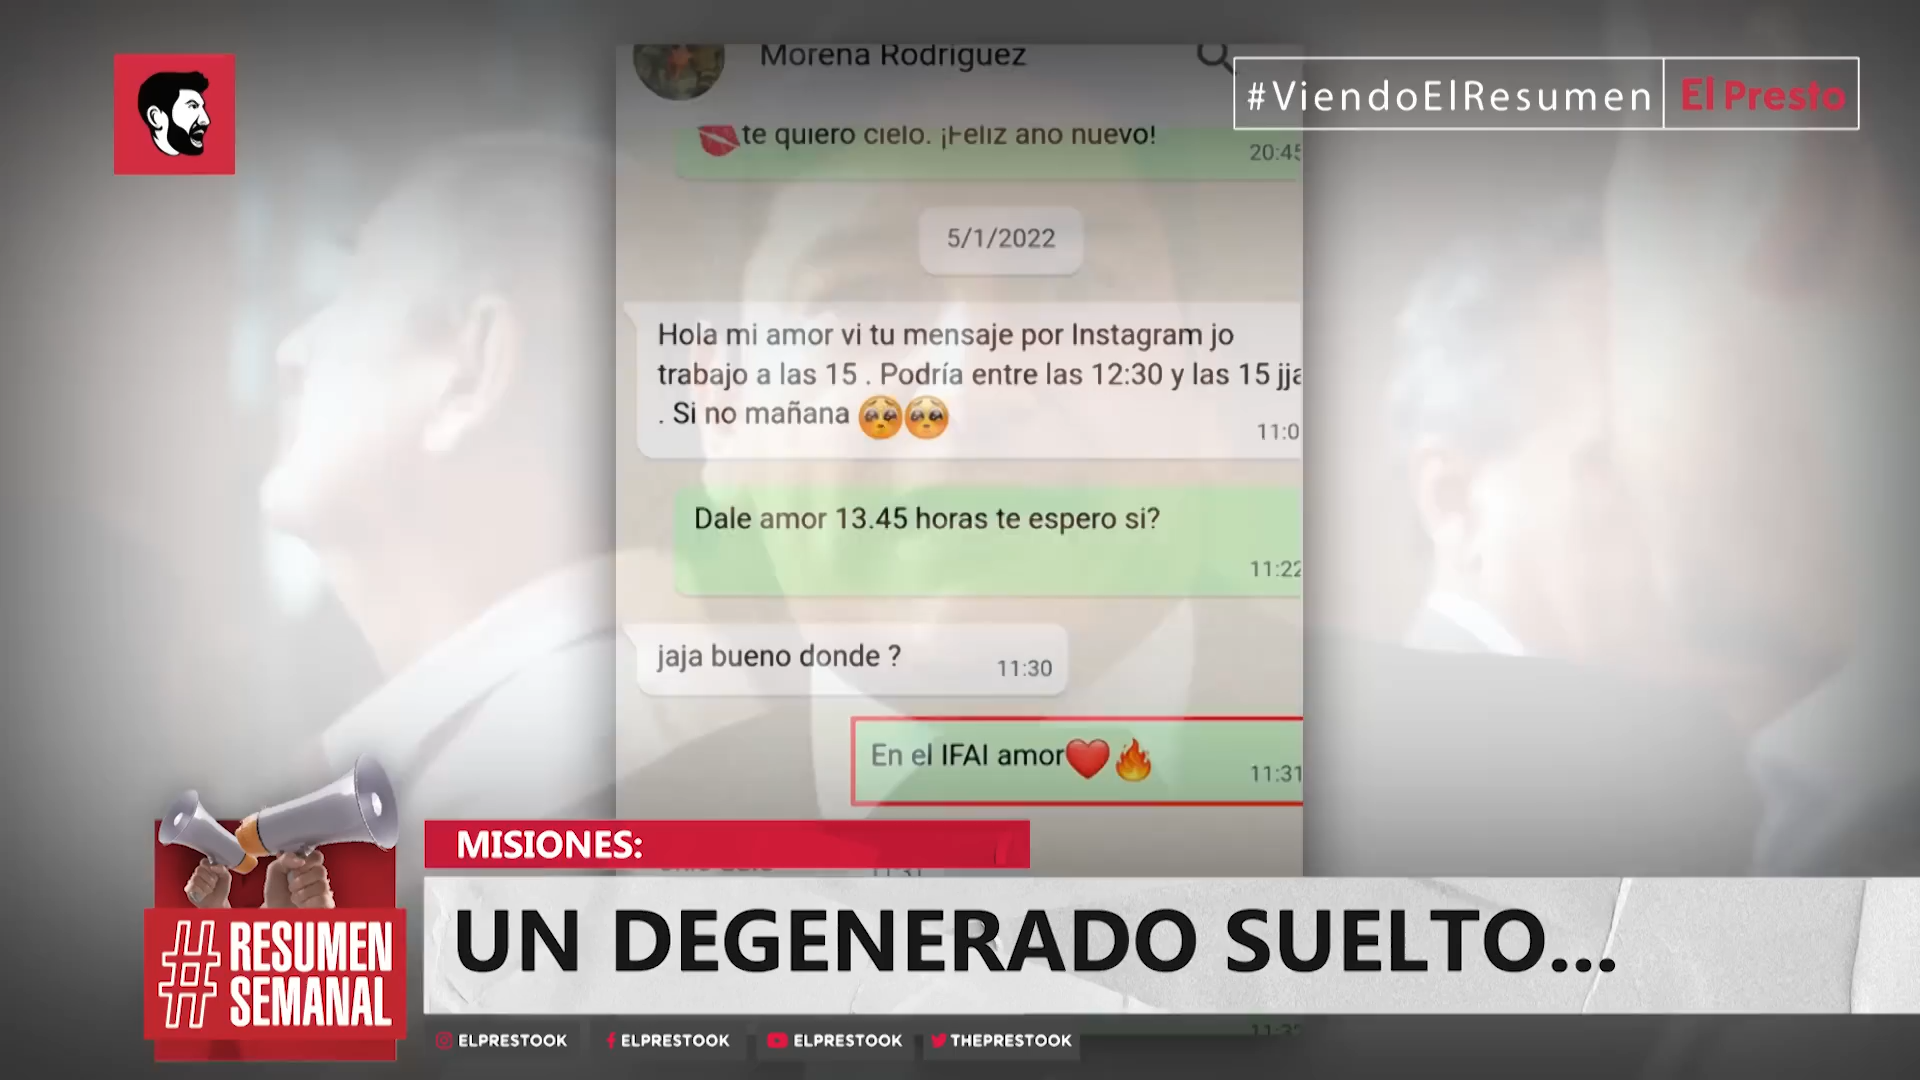 Morena Rodriguez
#ViendoElResumen El Presto
te quiero cielo. ¡Feliz ano nuevo!
20:45
5/1/2022
Hola mi amor vi tu mensaje por Instagram jo
trabajo a las 15 . Podría entre las 12:30 y las 15 jja
. Si no mañana
11:0
Dale amor 13.45 horas te espero si?
11:22
jaja bueno donde ?
11:30
En el IFAI amor
11:31
MISIONES:
UN DEGENERADO SUELTO...
#RESUMEN
SEMANAL
ELPRESTOOK ELPRESTOOK ELPRESTOOK THEPRESTOOK